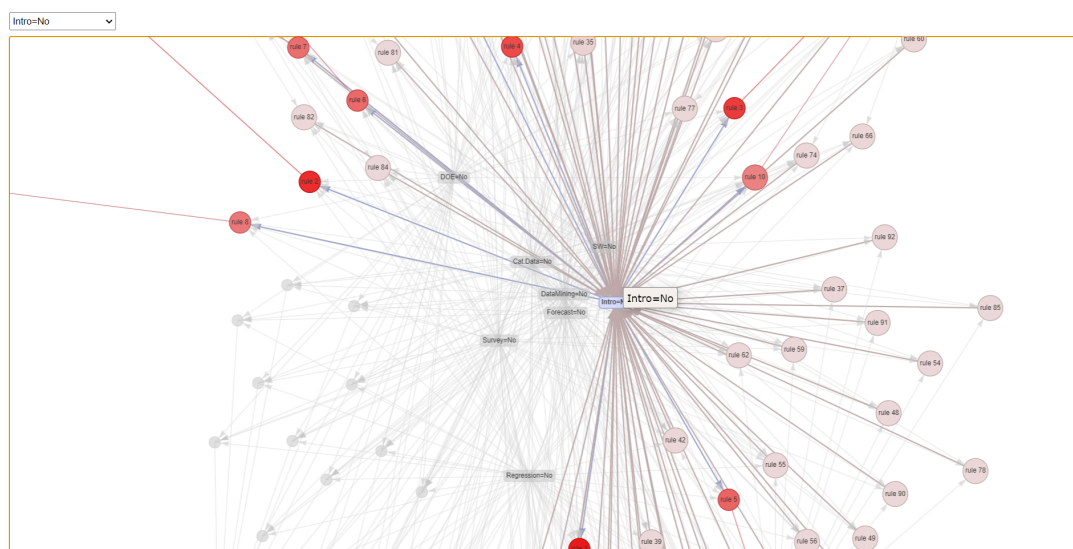 Intro=No
rule 7
rule 4
rule 35
rule 60
rule 81
rule 6
rule 77
rule 3
rule 82
rule 66
rule 74
rule 84
DOE=No
rule 10
rule 2
rule 8
rule 92
SW=No
Cat.Data=No
DataMining=No
rule 37
Intro=No
rule 85
Forecast=No
rule 91
Survey=No
rule 59
rule 62
rule 54
rule 48
rule 42
rule 55
rule 78
Regression=No
rule 90
rule 5
rule 49
rule 39
rule 56